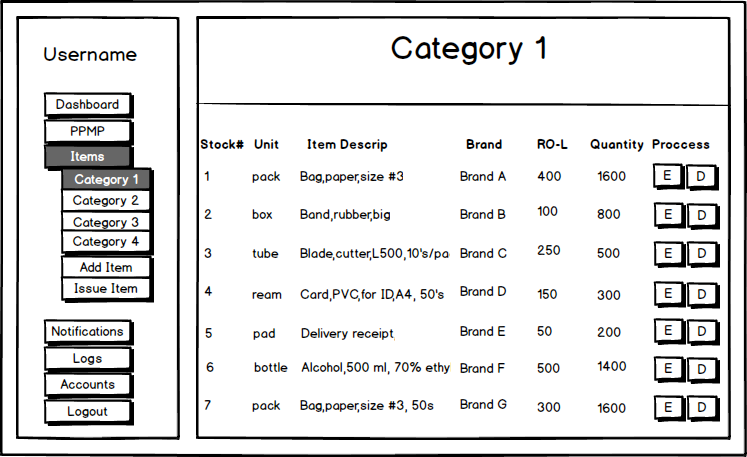 Username
Dashboard
PPMP
Items
Category 1
Category 2
Category 3
Category 4
Add Item
Issue Item
Notifications
Logs
Accounts
Logout
Category 1
Stock# Unit Item Descrip Brand RO-L Quantity Proccess
1 pack Bag,paper,size #3 Brand A 400 1600 E D
2 box Band,rubber,big Brand B 100 800 E D
3 tube Blade,cutter,L500,10's/pa Brand C 250 500 E D
4 ream Card,PVC,for ID,A4, 50's Brand D 150 300 E D
5 pad Delivery receipt Brand E 50 200 E D
6 bottle Alcohol,500 ml, 70% ethy Brand F 500 1400 E D
7 pack Bag,paper,size #3, 50s Brand G 300 1600 E D